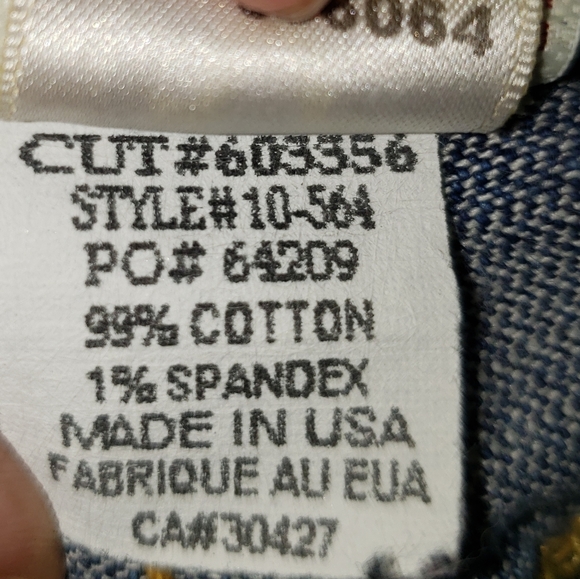 CUT#603356
STYLE#10-564
PO# 64209
99% COTTON
1% SPANDEX
MADE IN USA
FABRIQUE AU EUA
CA#30427